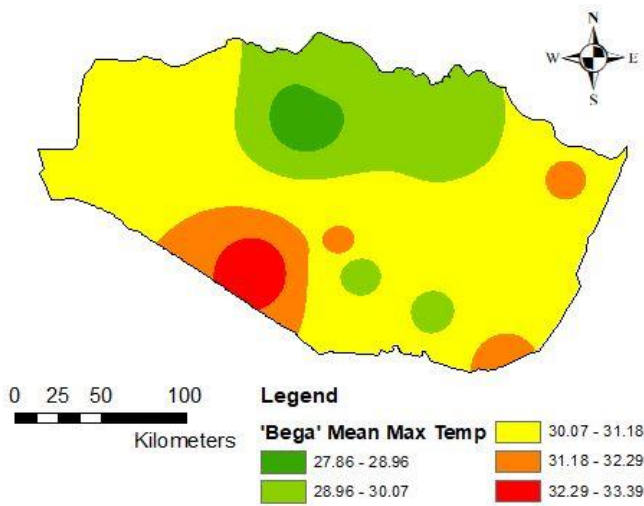 N
W E
S
0 25 50 100
Kilometers
Legend
'Bega' Mean Max Temp
27.86 - 28.96
28.96 - 30.07
30.07 - 31.18
31.18 - 32.29
32.29 - 33.39